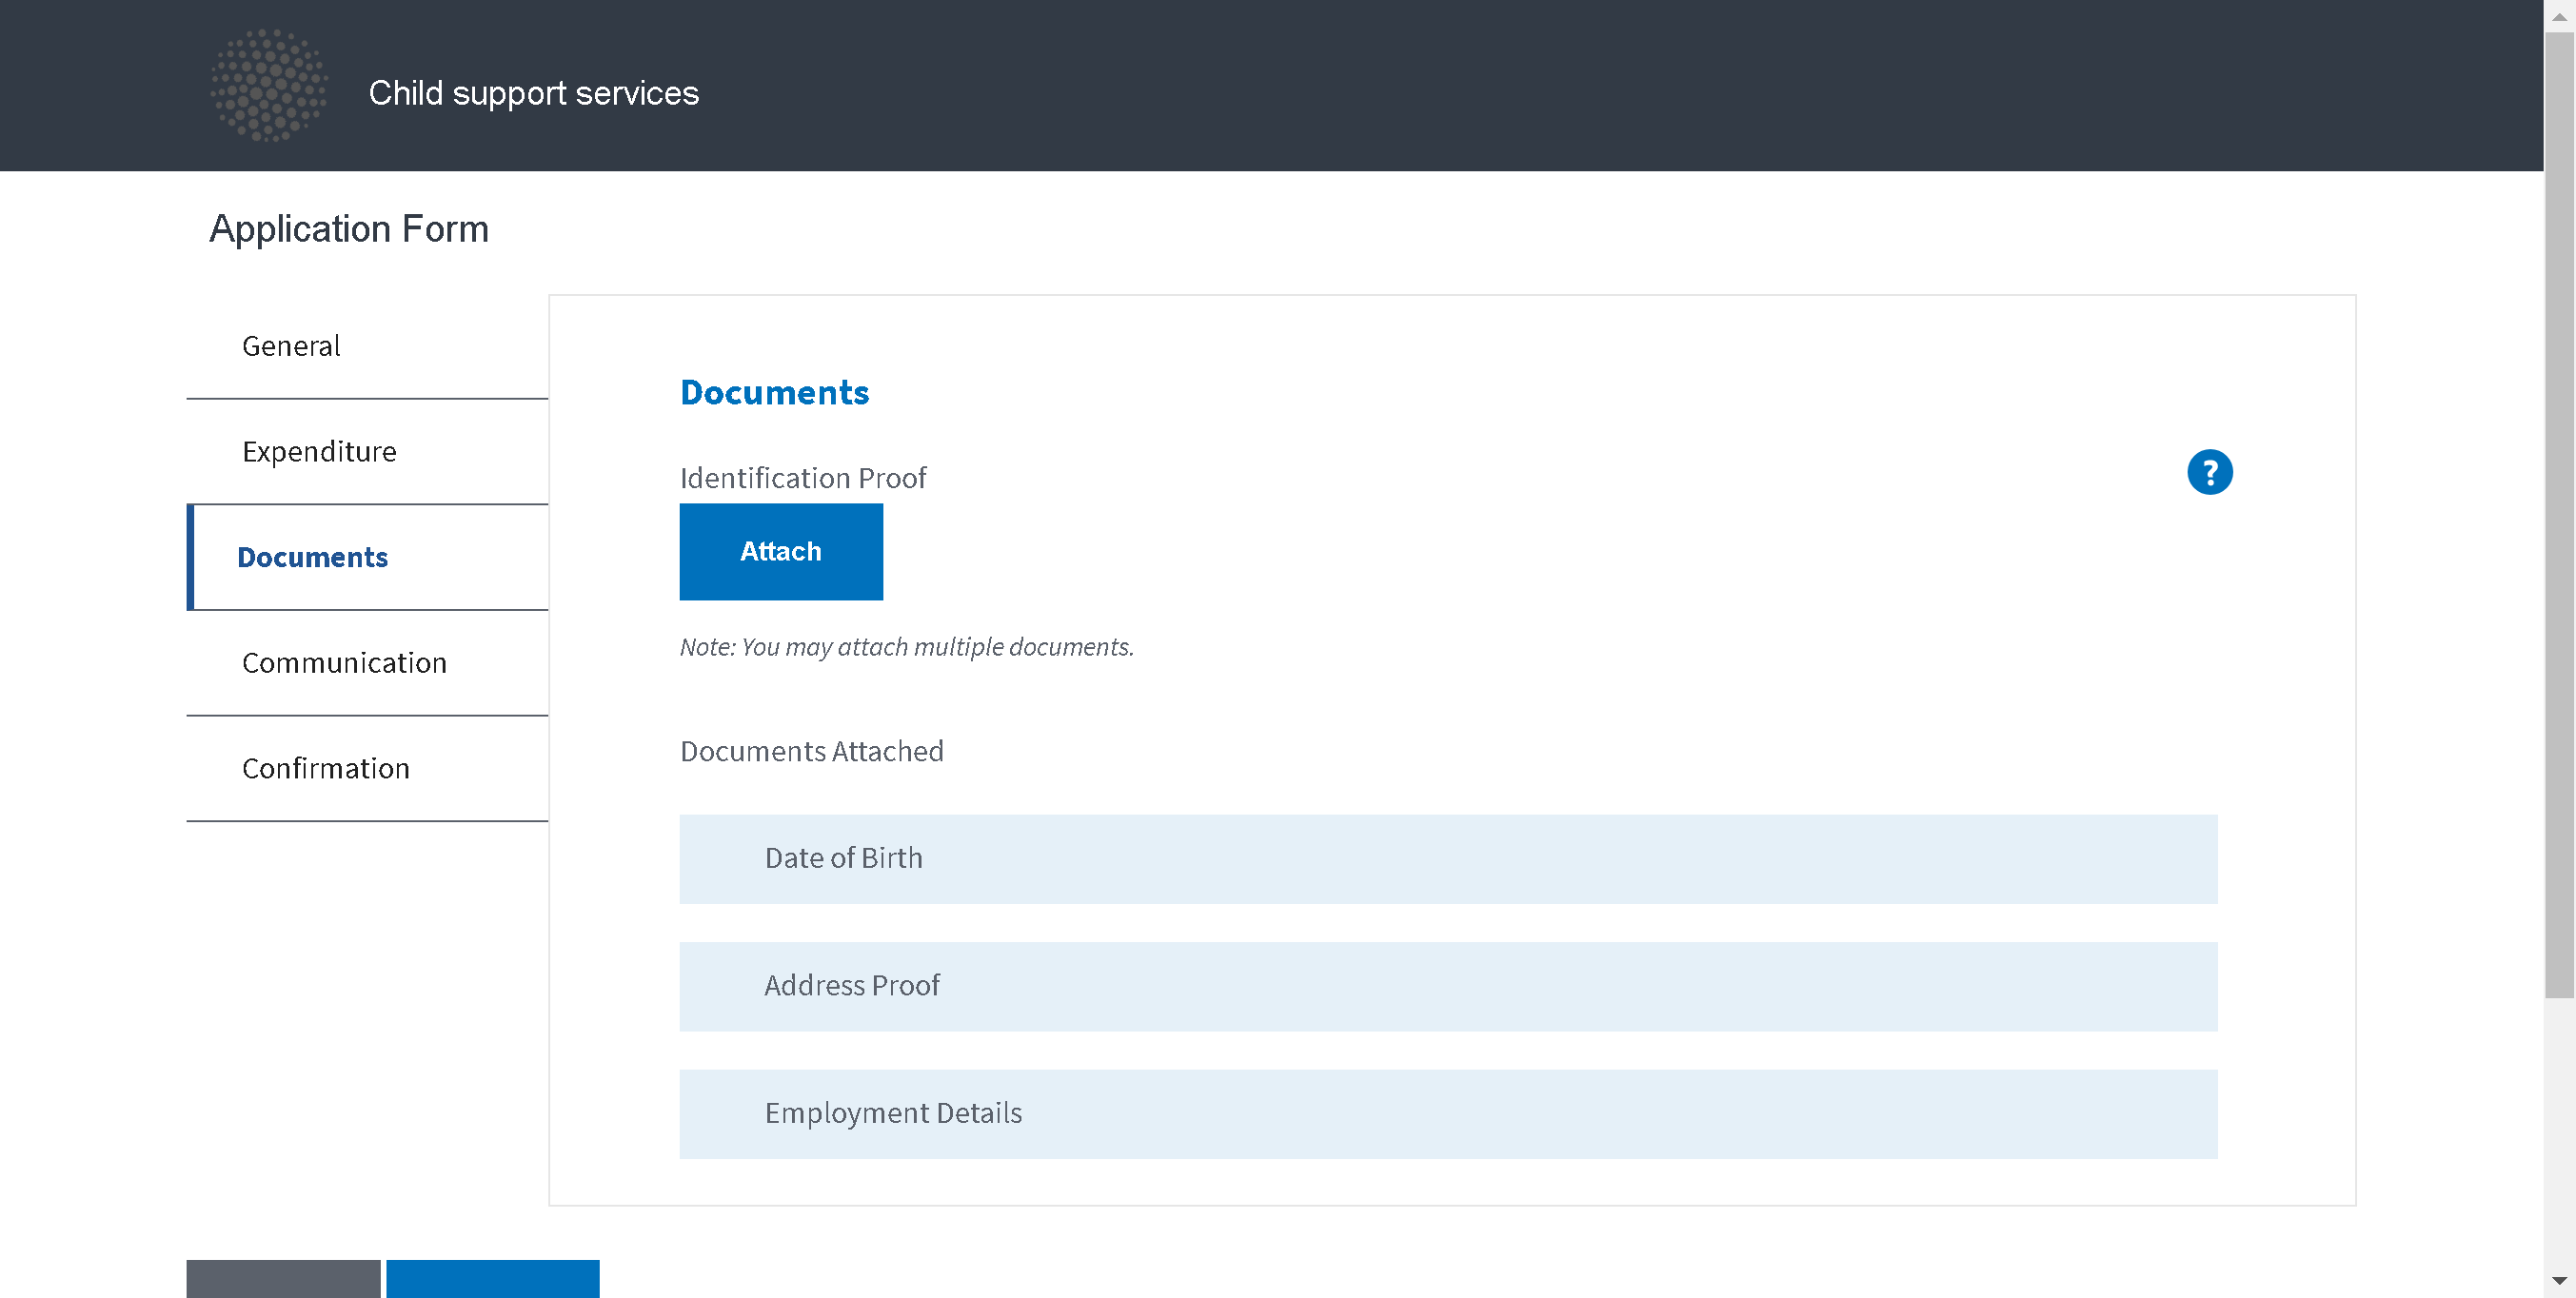 Child support services
Application Form
General
Expenditure
Documents
Communication
Confirmation
Documents
Identification Proof
?
Attach
Note: You may attach multiple documents.
Documents Attached
Date of Birth
Address Proof
Employment Details